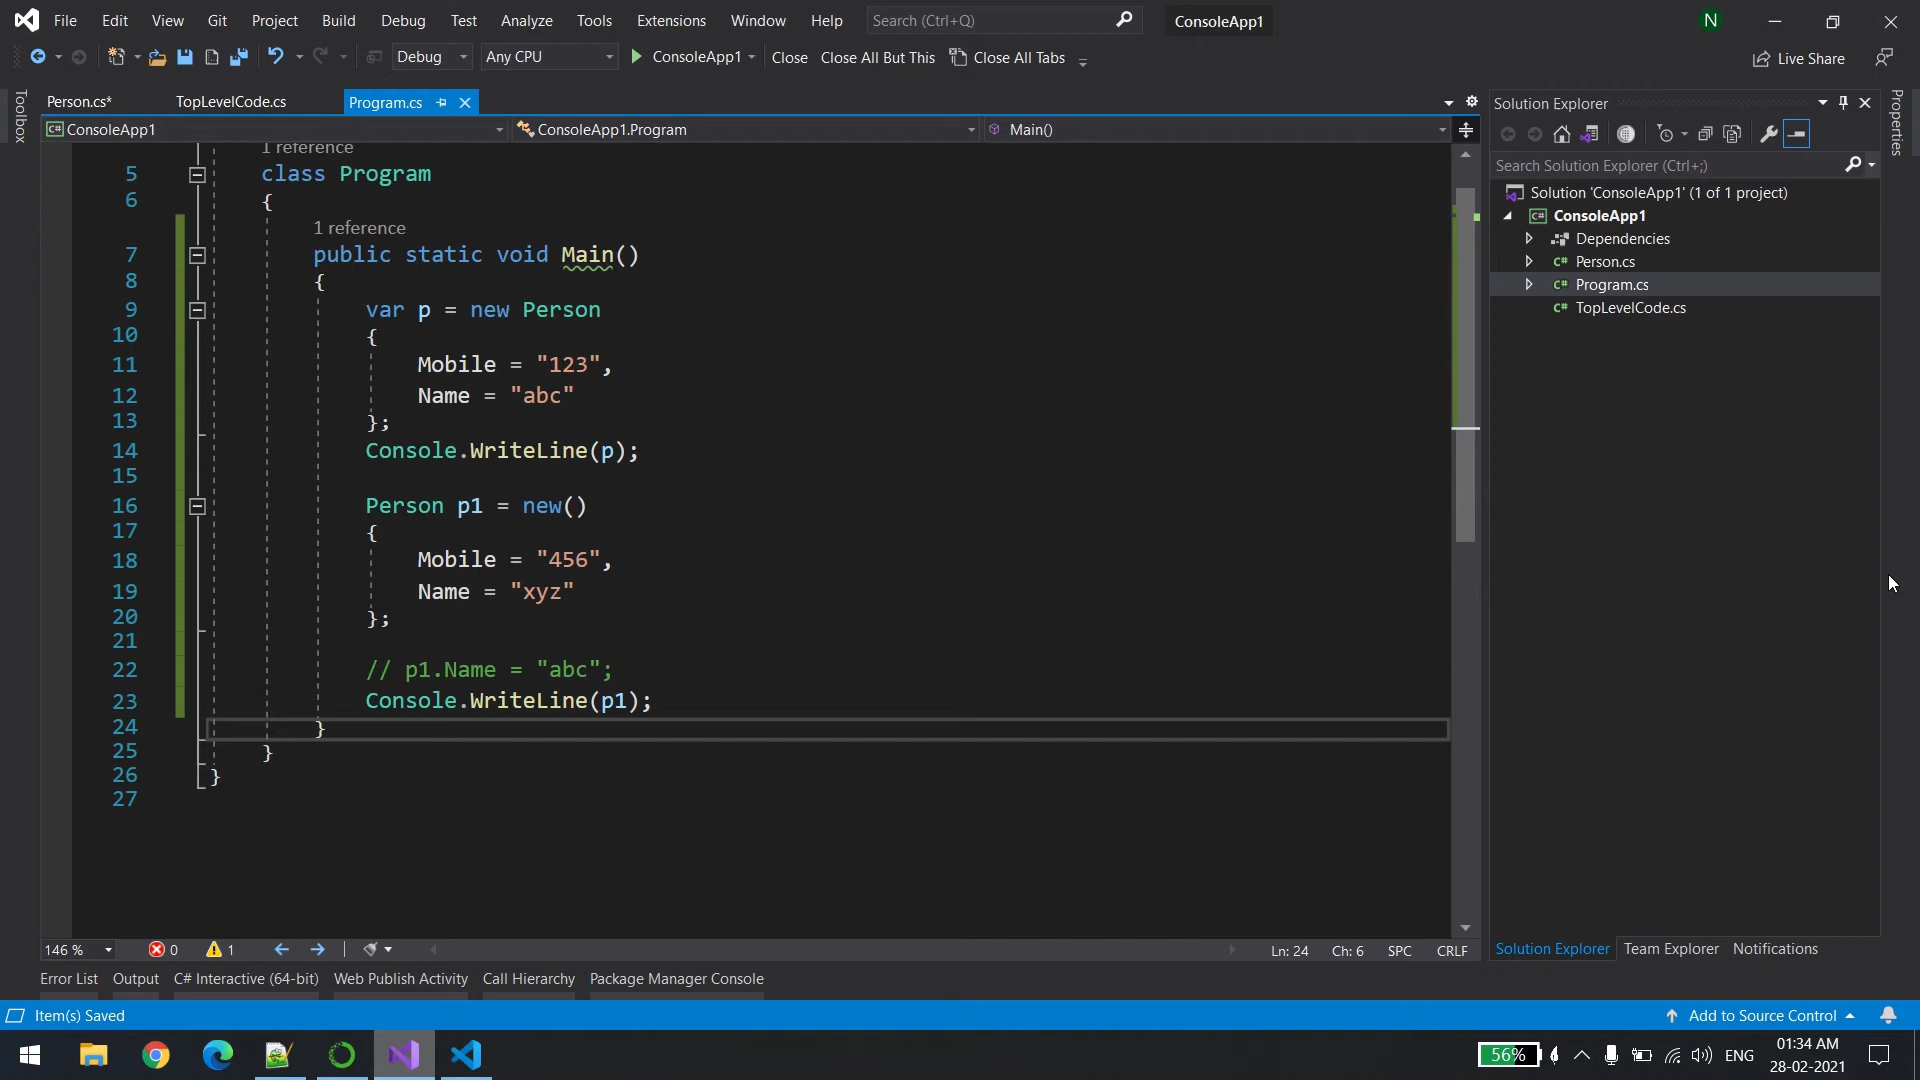 File Edit View Git Project Build Debug Test Analyze Tools Extensions Window Help Search (Ctrl+Q) ConsoleApp1 N
Debug Any CPU ConsoleApp1 Close Close All But This Close All Tabs Live Share
Toolbox
Person.cs* TopLevelCode.cs Program.cs
C# ConsoleApp1 ConsoleApp1.Program Main()
1 reference
5 class Program
6 {
1 reference
7 public static void Main()
8 {
9 var p = new Person
10 {
11 Mobile = "123",
12 Name = "abc"
13 };
14 Console.WriteLine(p);
15
16 Person p1 = new()
17 {
18 Mobile = "456",
19 Name = "xyz"
20 };
21
22 // p1.Name = "abc";
23 Console.WriteLine(p1);
24 }
25 }
26 }
27
146 % 0 1 Ln: 24 Ch: 6 SPC CRLF
Solution Explorer
Search Solution Explorer (Ctrl+;)
Solution 'ConsoleApp1' (1 of 1 project)
C# ConsoleApp1
Dependencies
C# Person.cs
C# Program.cs
C# TopLevelCode.cs
Solution Explorer Team Explorer Notifications
Properties
Error List Output C# Interactive (64-bit) Web Publish Activity Call Hierarchy Package Manager Console
Item(s) Saved Add to Source Control
56% ENG 01:34 AM
28-02-2021